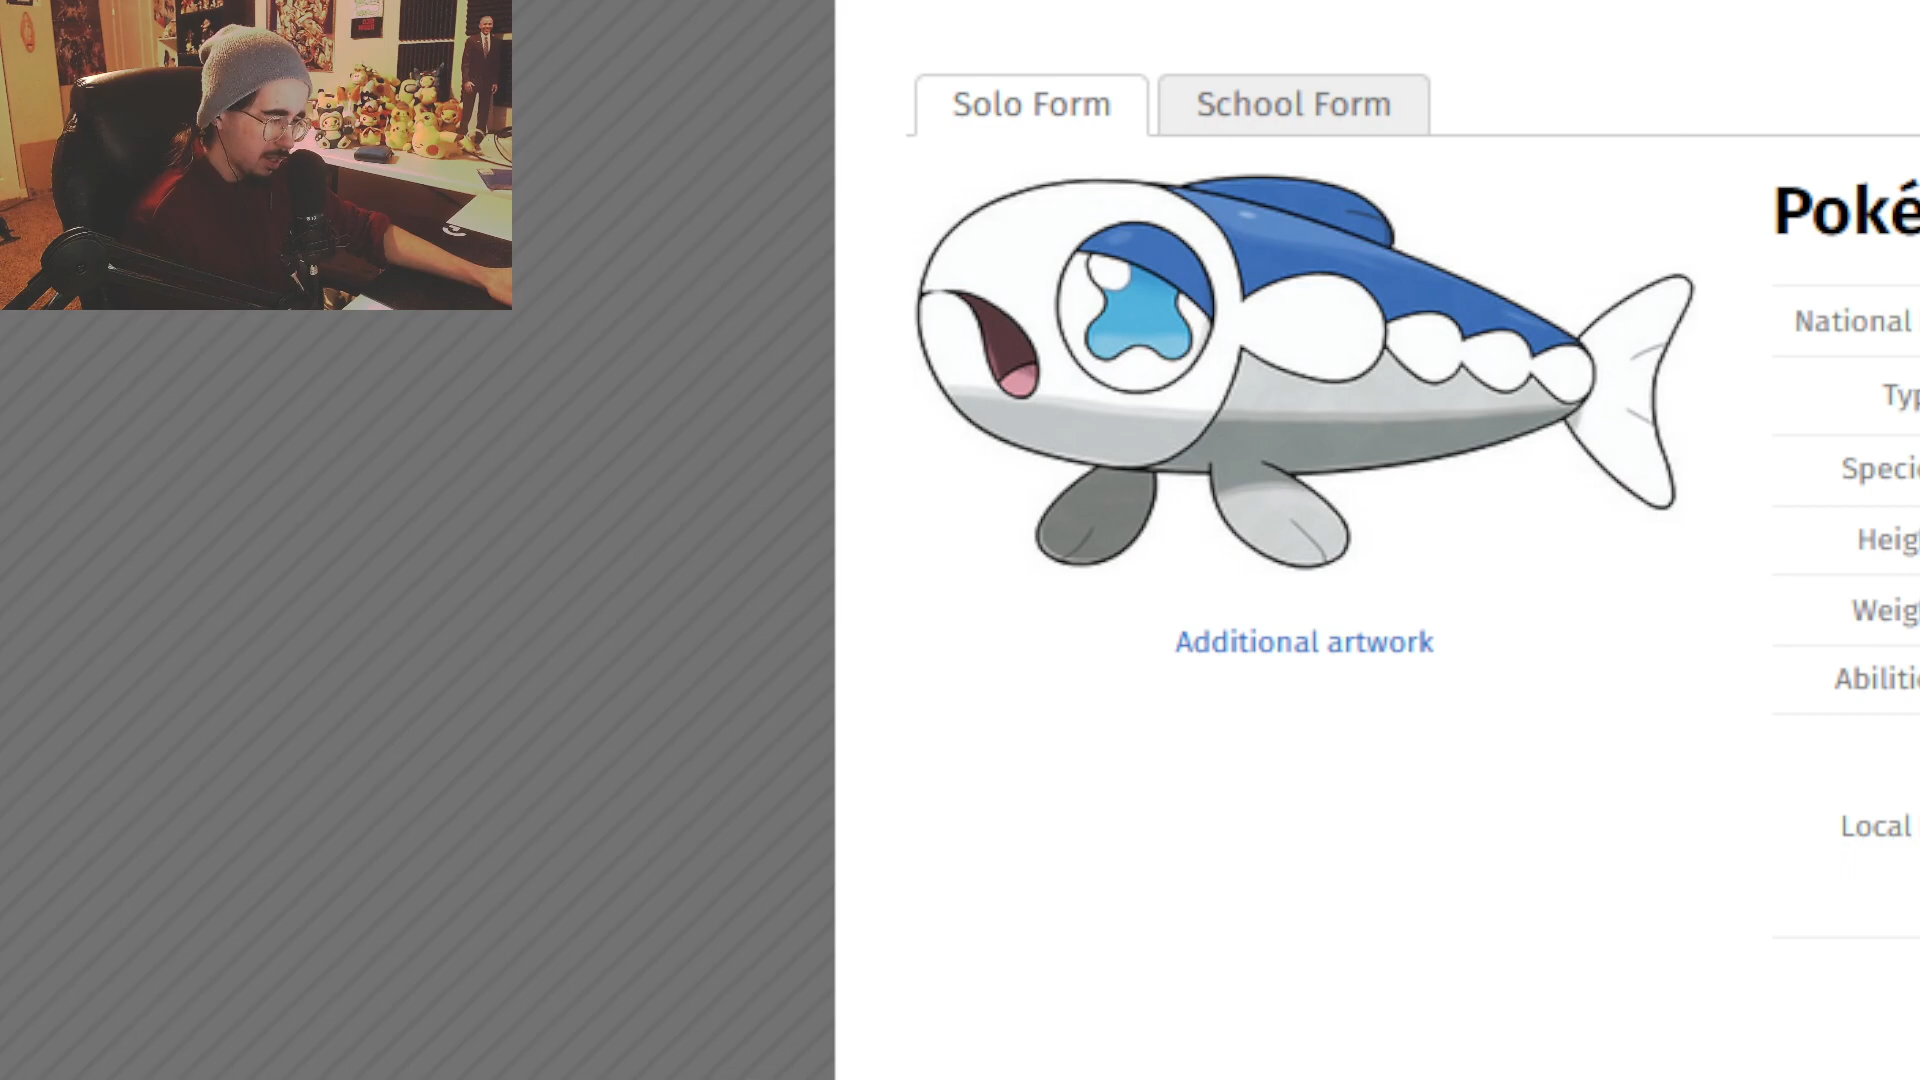 Solo Form
School Form
Poké
National
Typ
Speci
Heig
Weig
Abiliti
Local
Additional artwork